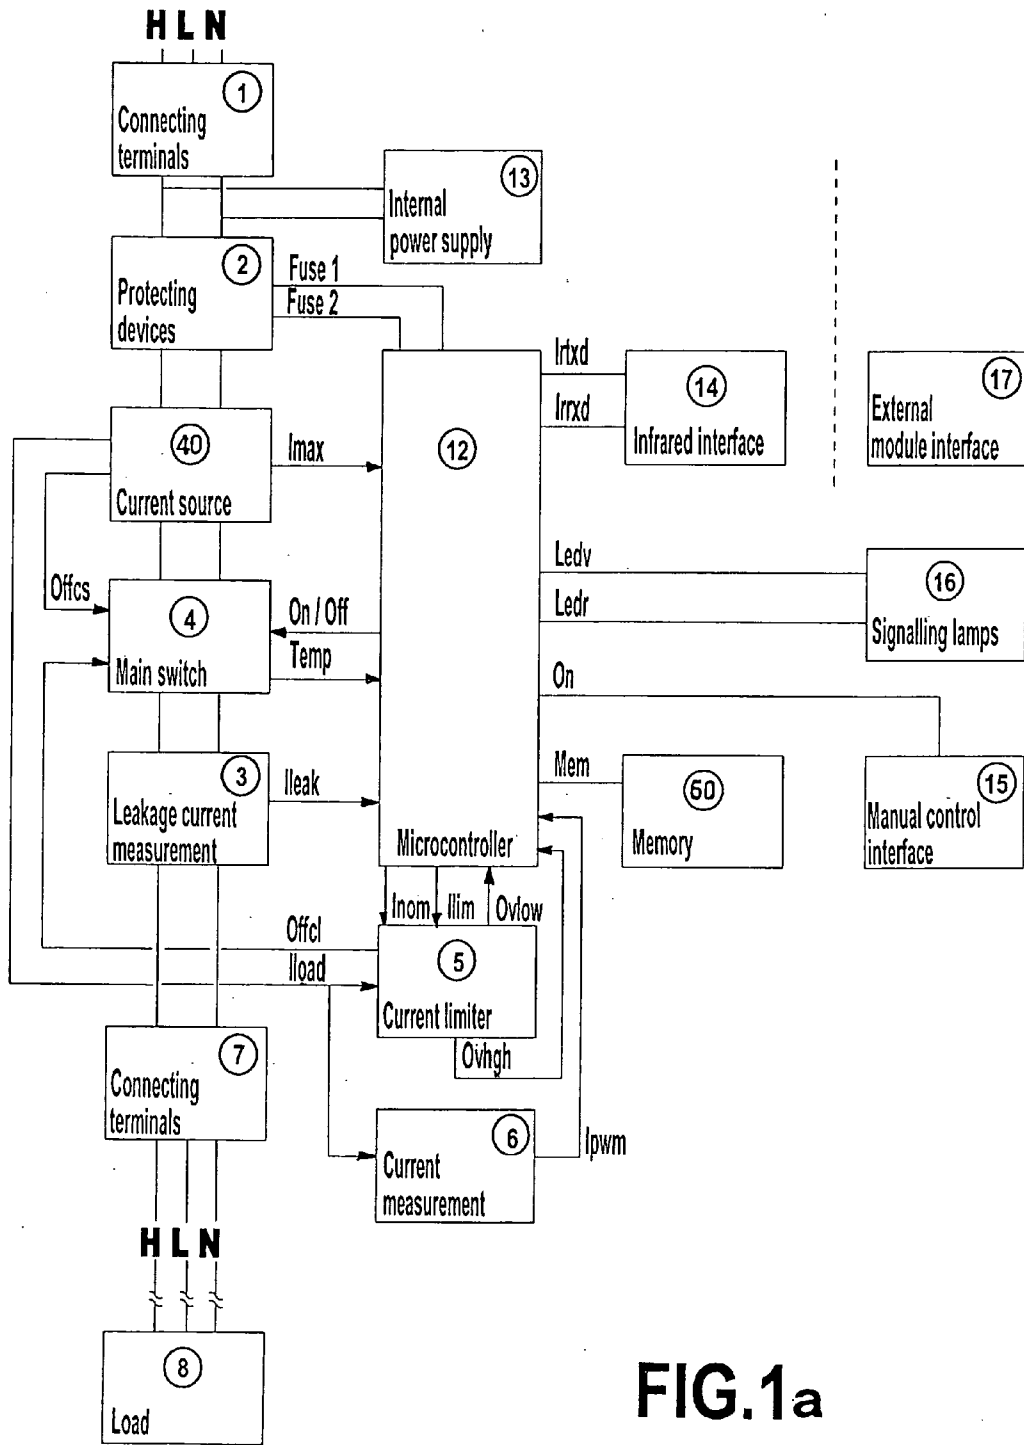 H L N
1
Connecting
terminals
13
Internal
power supply
2
Protecting
devices
Fuse 1
Fuse 2
Irtxd
Irrxd
14
Infrared interface
17
External
module interface
40
Current source
Imax
12
Microcontroller
Offcs
4
Main switch
On / Off
Temp
Ledv
Ledr
16
Signalling lamps
On
3
Leakage current
measurement
Ileak
Mem
60
Memory
15
Manual control
interface
Inom
Ilim
Ovlow
Offcl
Iload
5
Current limiter
Ovhgh
7
Connecting
terminals
6
Current
measurement
Ipwm
H L N
8
Load
FIG.1a